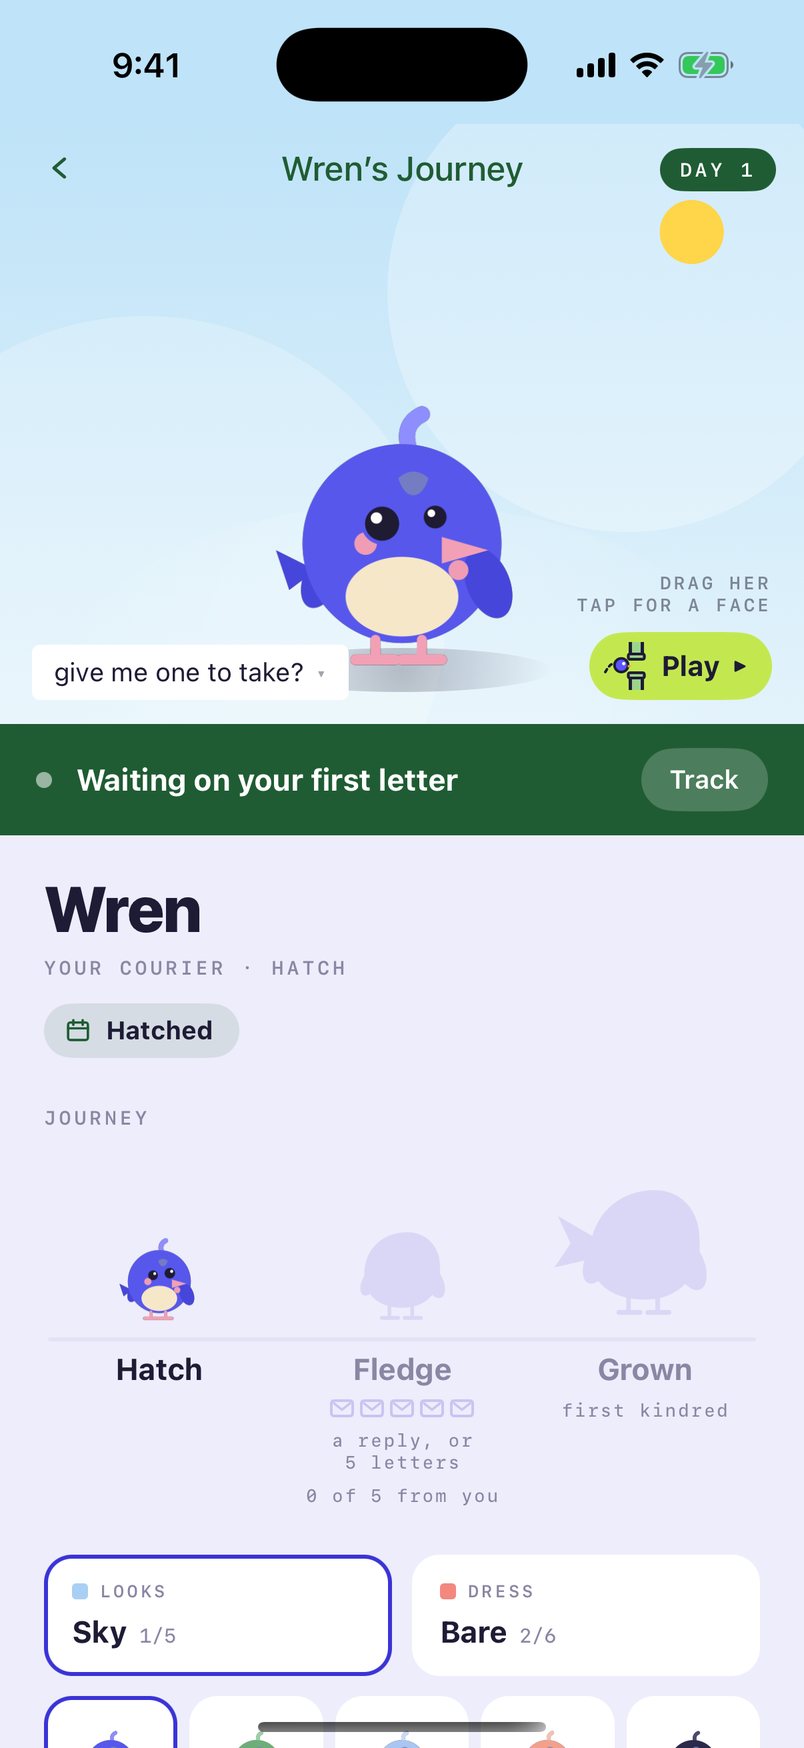 9:41
Wren’s Journey
DAY 1
DRAG HER
TAP FOR A FACE
give me one to take?
Play
Waiting on your first letter
Track
Wren
YOUR COURIER · HATCH
Hatched
JOURNEY
Hatch
Fledge
Grown
first kindred
a reply, or
5 letters
0 of 5 from you
LOOKS
Sky 1/5
DRESS
Bare 2/6